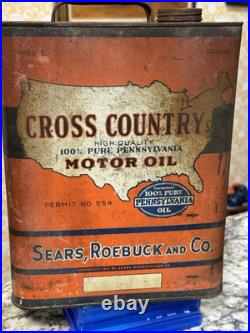 CROSS COUNTRY
HIGH QUALITY
100% PURE PENNSYLVANIA
MOTOR OIL
PERMIT NO 554
100% PURE
PENNSYLVANIA
OIL
SEARS, ROEBUCK AND CO.